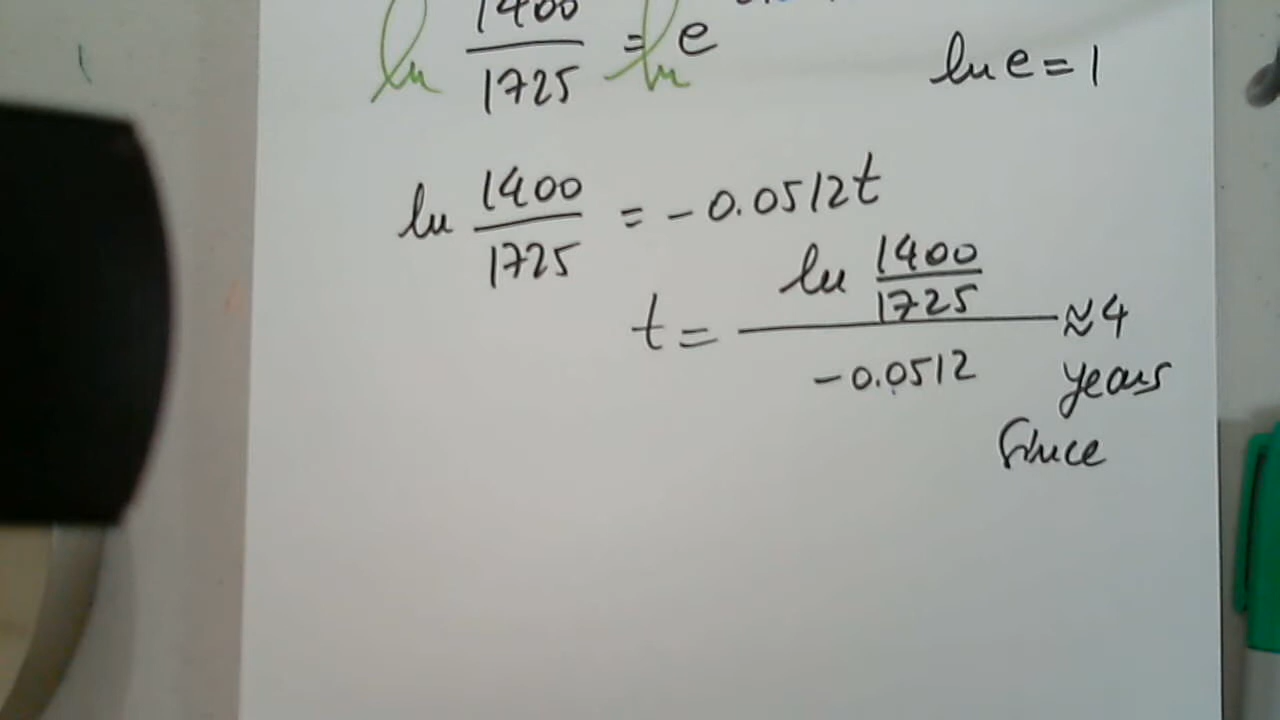 ln 1400/1725 = ln e
ln e = 1
ln 1400/1725 = -0.0512t
t = ln 1400/1725 / -0.0512 ≈ 4
years
Since